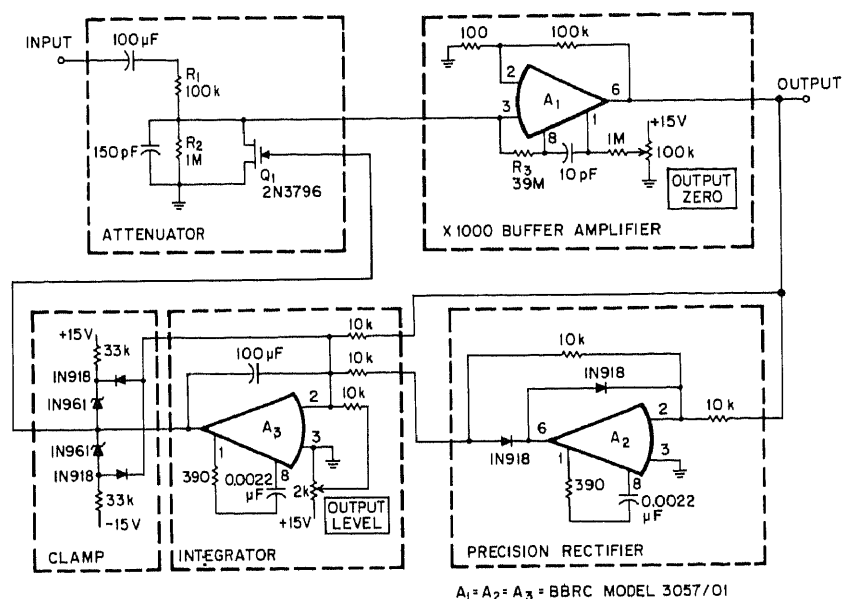 INPUT
100µF
R1
100k
150pF
R2
1M
Q1
2N3796
ATTENUATOR
100
100k
2
3
A1
6
8
1
R3
39M
10pF
1M
+15V
100k
OUTPUT
ZERO
X1000 BUFFER AMPLIFIER
OUTPUT
+15V
33k
IN918
IN961
IN961
IN918
33k
-15V
CLAMP
100µF
10k
10k
10k
2
A3
3
1
8
390
0.0022
µF
2k
+15V
OUTPUT
LEVEL
INTEGRATOR
10k
IN918
2
10k
6
A2
IN918
3
1
8
390
0.0022
µF
PRECISION RECTIFIER
A1=A2=A3=BBRC MODEL 3057/01